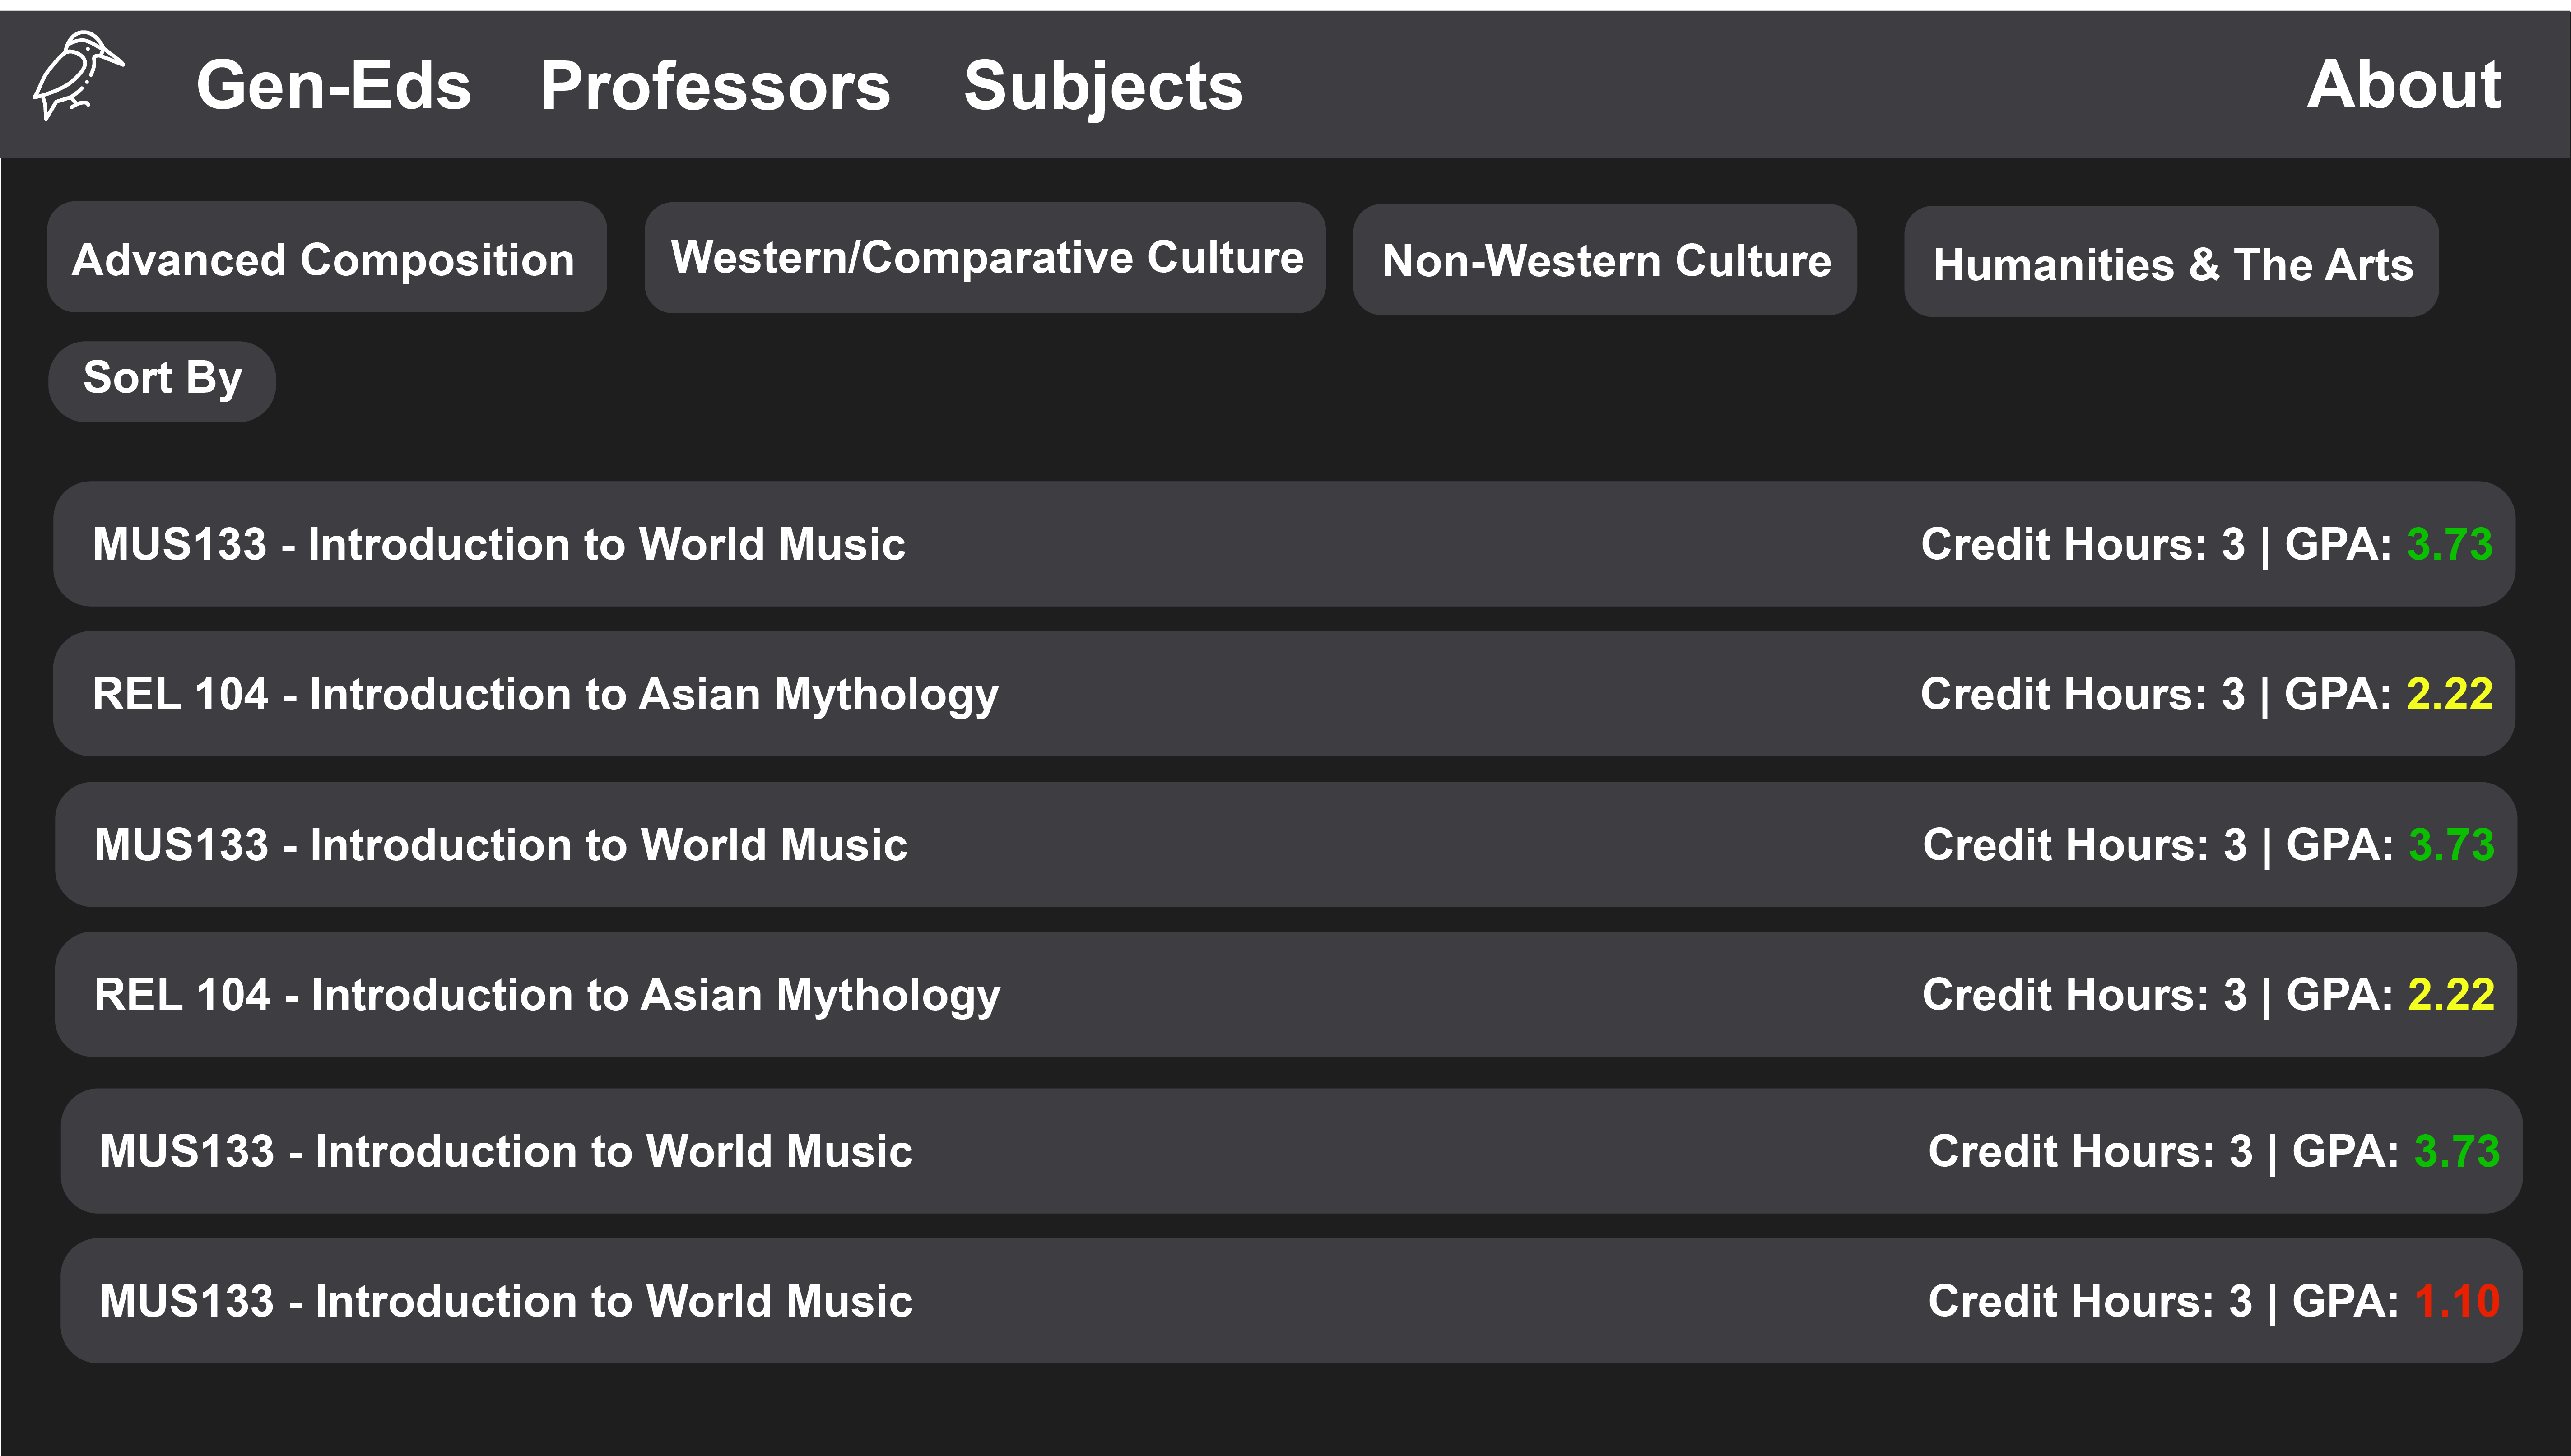 Gen-Eds Professors Subjects About
Advanced Composition Western/Comparative Culture Non-Western Culture Humanities & The Arts
Sort By
MUS133 - Introduction to World Music Credit Hours: 3 | GPA: 3.73
REL 104 - Introduction to Asian Mythology Credit Hours: 3 | GPA: 2.22
MUS133 - Introduction to World Music Credit Hours: 3 | GPA: 3.73
REL 104 - Introduction to Asian Mythology Credit Hours: 3 | GPA: 2.22
MUS133 - Introduction to World Music Credit Hours: 3 | GPA: 3.73
MUS133 - Introduction to World Music Credit Hours: 3 | GPA: 1.10